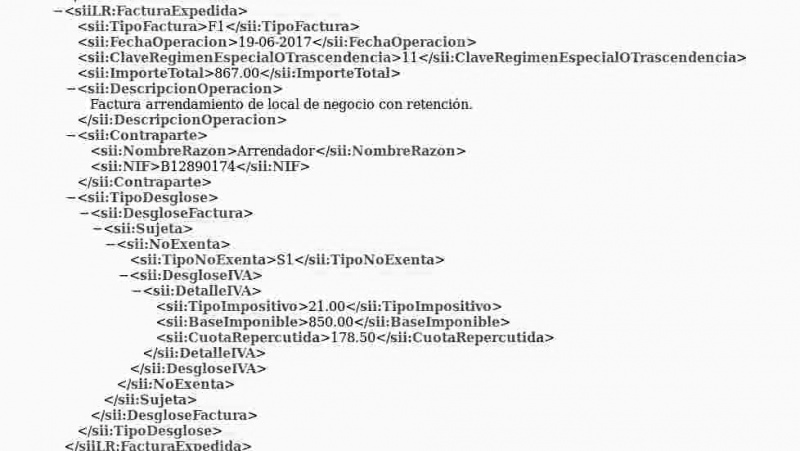 −<siiLR:FacturaExpedida>
<sii:TipoFactura>F1</sii:TipoFactura>
<sii:FechaOperacion>19-06-2017</sii:FechaOperacion>
<sii:ClaveRegimenEspecialOTrascendencia>11</sii:ClaveRegimenEspecialOTrascendencia>
<sii:ImporteTotal>867.00</sii:ImporteTotal>
−<sii:DescripcionOperacion>
Factura arrendamiento de local de negocio con retención.
</sii:DescripcionOperacion>
−<sii:Contraparte>
<sii:NombreRazon>Arrendador</sii:NombreRazon>
<sii:NIF>B12890174</sii:NIF>
</sii:Contraparte>
−<sii:TipoDesglose>
−<sii:DesgloseFactura>
−<sii:Sujeta>
−<sii:NoExenta>
<sii:TipoNoExenta>S1</sii:TipoNoExenta>
−<sii:DesgloseIVA>
−<sii:DetalleIVA>
<sii:TipoImpositivo>21.00</sii:TipoImpositivo>
<sii:BaseImponible>850.00</sii:BaseImponible>
<sii:CuotaRepercutida>178.50</sii:CuotaRepercutida>
</sii:DetalleIVA>
</sii:DesgloseIVA>
</sii:NoExenta>
</sii:Sujeta>
</sii:DesgloseFactura>
</sii:TipoDesglose>
</siiLR:FacturaExpedida>